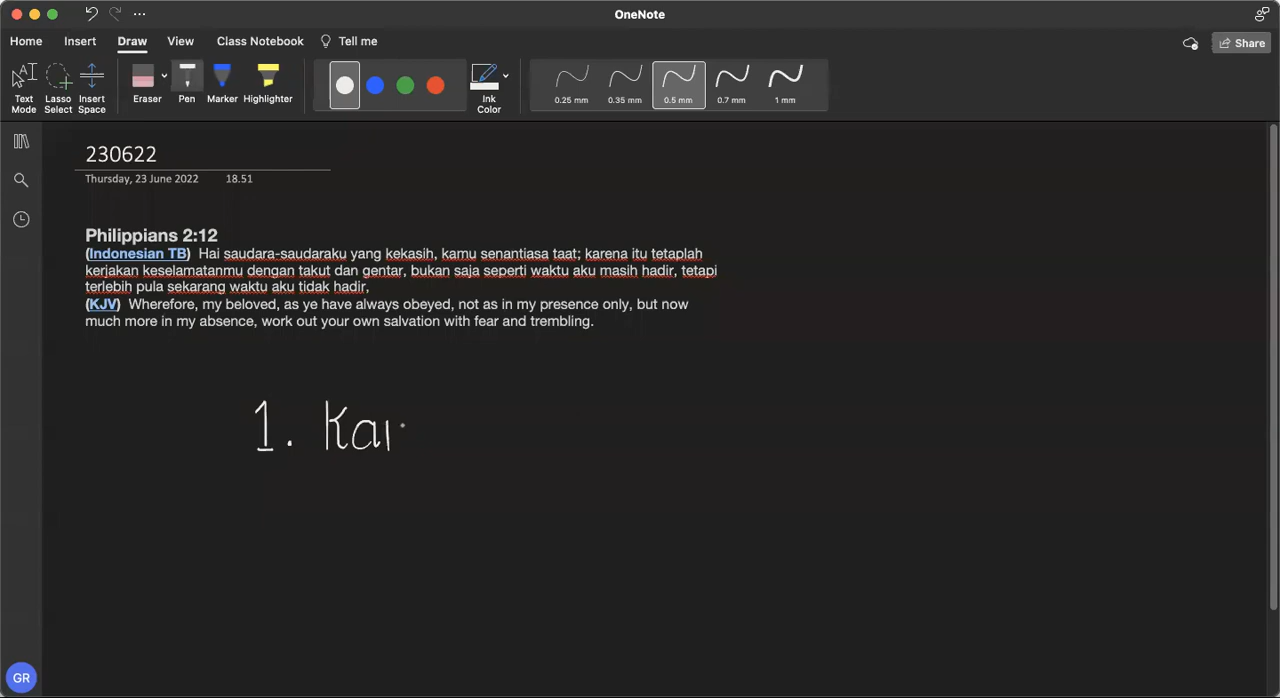 OneNote
Home Insert Draw View Class Notebook Tell me
Share
Text Mode
Lasso Select
Insert Space
Eraser
Pen
Marker
Highlighter
Ink Color
0.25 mm
0.35 mm
0.5 mm
0.7 mm
1 mm
230622
Thursday, 23 June 2022 18.51
Philippians 2:12
(Indonesian TB) Hai saudara-saudaraku yang kekasih, kamu senantiasa taat; karena itu tetaplah
kerjakan keselamatanmu dengan takut dan gentar, bukan saja seperti waktu aku masih hadir, tetapi
terlebih pula sekarang waktu aku tidak hadir,
(KJV) Wherefore, my beloved, as ye have always obeyed, not as in my presence only, but now
much more in my absence, work out your own salvation with fear and trembling.
1. Kar
GR